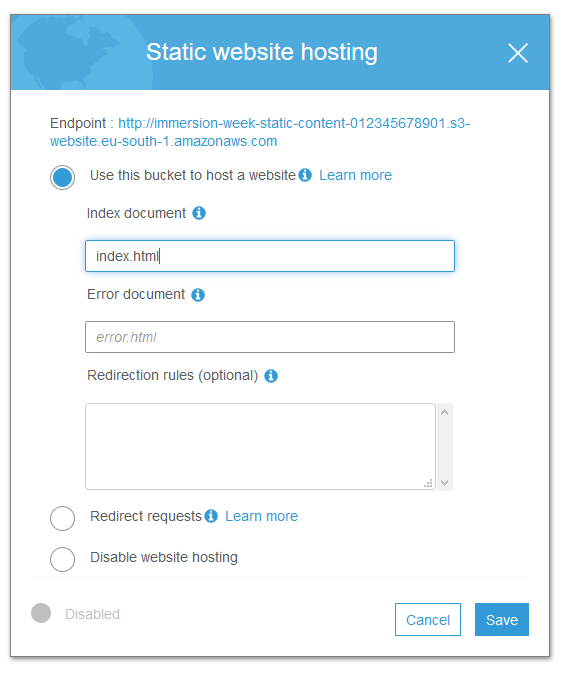 Static website hosting
Endpoint : http://immersion-week-static-content-012345678901.s3-
website.eu-south-1.amazonaws.com
Use this bucket to host a website Learn more
Index document
index.html
Error document
error.html
Redirection rules (optional)
Redirect requests Learn more
Disable website hosting
Disabled
Cancel Save